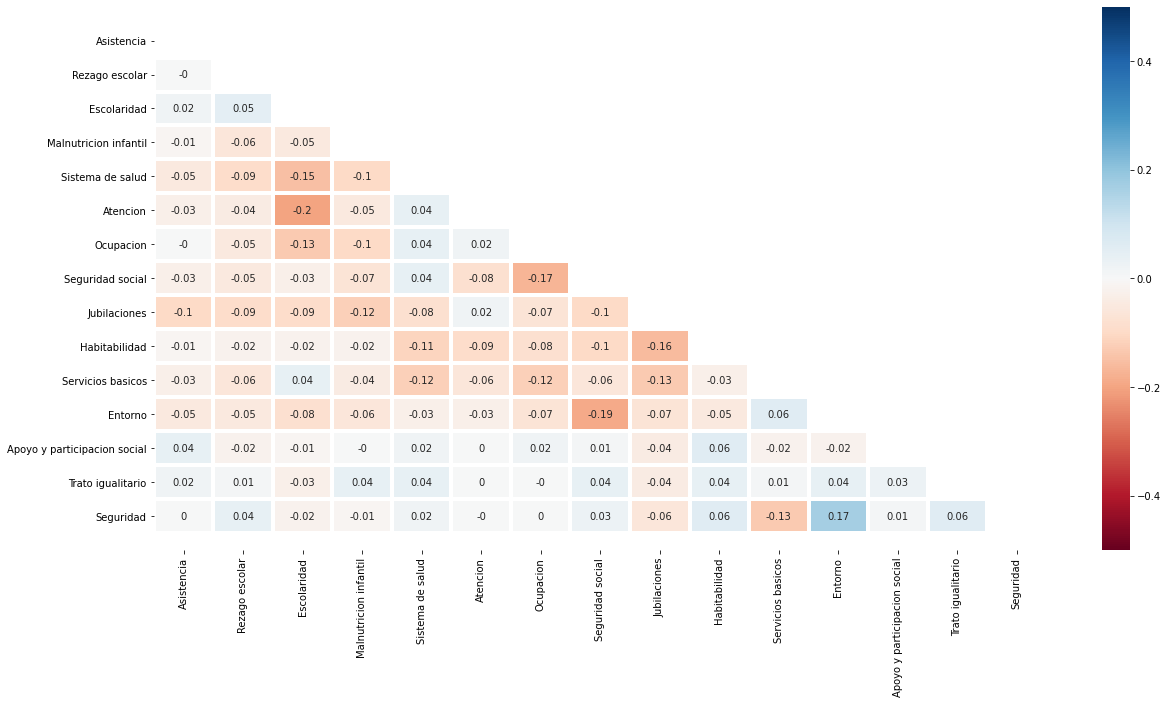 Asistencia
Rezago escolar -0
Escolaridad 0.02 0.05
Malnutricion infantil -0.01 -0.06 -0.05
Sistema de salud -0.05 -0.09 -0.15 -0.1
Atencion -0.03 -0.04 -0.2 -0.05 0.04
Ocupacion -0 -0.05 -0.13 -0.1 0.04 0.02
Seguridad social -0.03 -0.05 -0.03 -0.07 0.04 -0.08 -0.17
Jubilaciones -0.1 -0.09 -0.09 -0.12 -0.08 0.02 -0.07 -0.1
Habitabilidad -0.01 -0.02 -0.02 -0.02 -0.11 -0.09 -0.08 -0.1 -0.16
Servicios basicos -0.03 -0.06 0.04 -0.04 -0.12 -0.06 -0.12 -0.06 -0.13 -0.03
Entorno -0.05 -0.05 -0.08 -0.06 -0.03 -0.03 -0.07 -0.19 -0.07 -0.05 0.06
Apoyo y participacion social 0.04 -0.02 -0.01 -0 0.02 0 0.02 0.01 -0.04 0.06 -0.02 -0.02
Trato igualitario 0.02 0.01 -0.03 0.04 0.04 0 -0 0.04 -0.04 0.04 0.01 0.04 0.03
Seguridad 0 0.04 -0.02 -0.01 0.02 -0 0 0.03 -0.06 0.06 -0.13 0.17 0.01 0.06
Asistencia
Rezago escolar
Escolaridad
Malnutricion infantil
Sistema de salud
Atencion
Ocupacion
Seguridad social
Jubilaciones
Habitabilidad
Servicios basicos
Entorno
Apoyo y participacion social
Trato igualitario
Seguridad
0.4
0.2
0.0
−0.2
−0.4